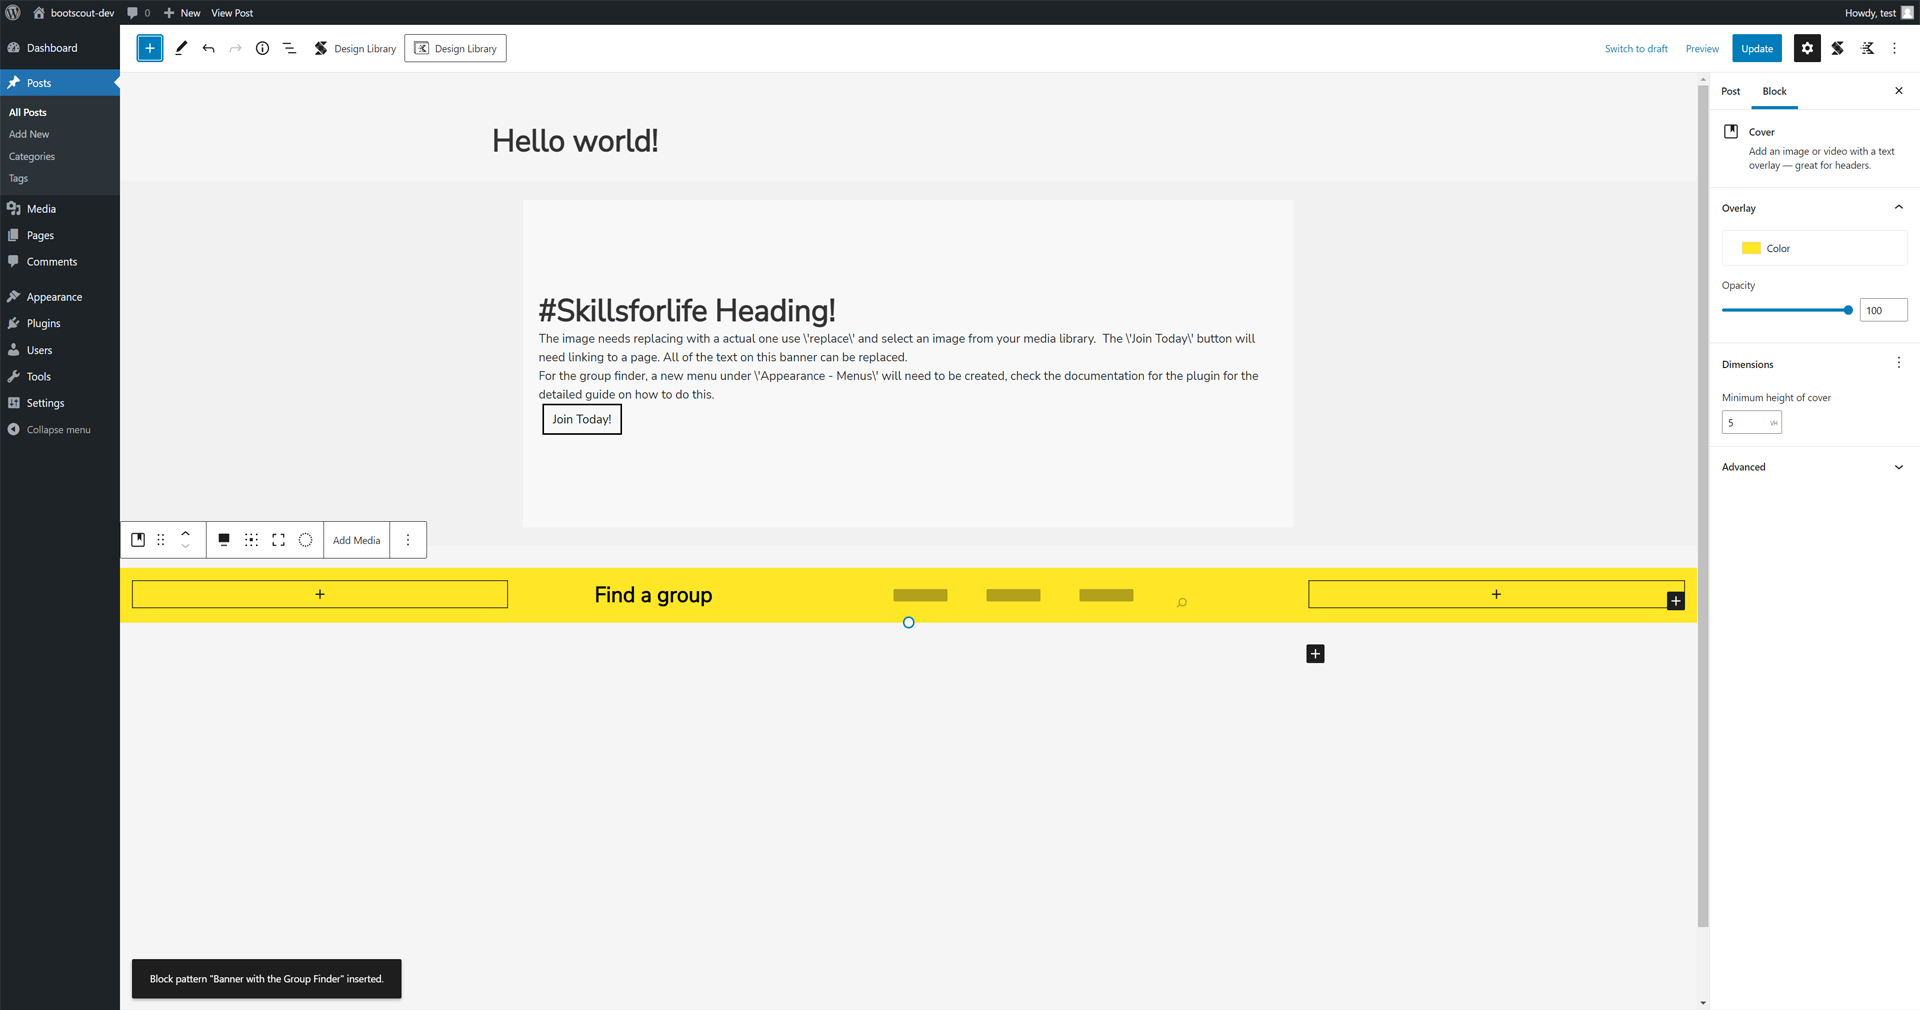 bootscout-dev 0 New View Post Howdy, test
Dashboard
Posts
All Posts
Add New
Categories
Tags
Media
Pages
Comments
Appearance
Plugins
Users
Tools
Settings
Collapse menu
Design Library Design Library Switch to draft Preview Update
Hello world!
#Skillsforlife Heading!
The image needs replacing with a actual one use \'replace\' and select an image from your media library. The \'Join Today\' button will
need linking to a page. All of the text on this banner can be replaced.
For the group finder, a new menu under \'Appearance - Menus\' will need to be created, check the documentation for the plugin for the
detailed guide on how to do this.
Join Today!
Add Media
Find a group
Block pattern "Banner with the Group Finder" inserted.
Post Block
Cover
Add an image or video with a text
overlay — great for headers.
Overlay
Color
Opacity
100
Dimensions
Minimum height of cover
5 VH
Advanced